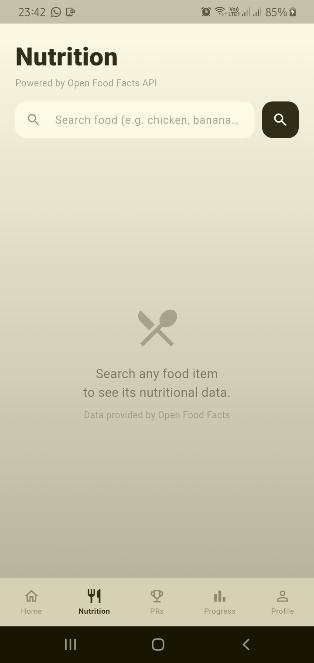 23:42 85%
Nutrition
Powered by Open Food Facts API
Search food (e.g. chicken, banana...
Search any food item
to see its nutritional data.
Data provided by Open Food Facts
Home Nutrition PRs Progress Profile